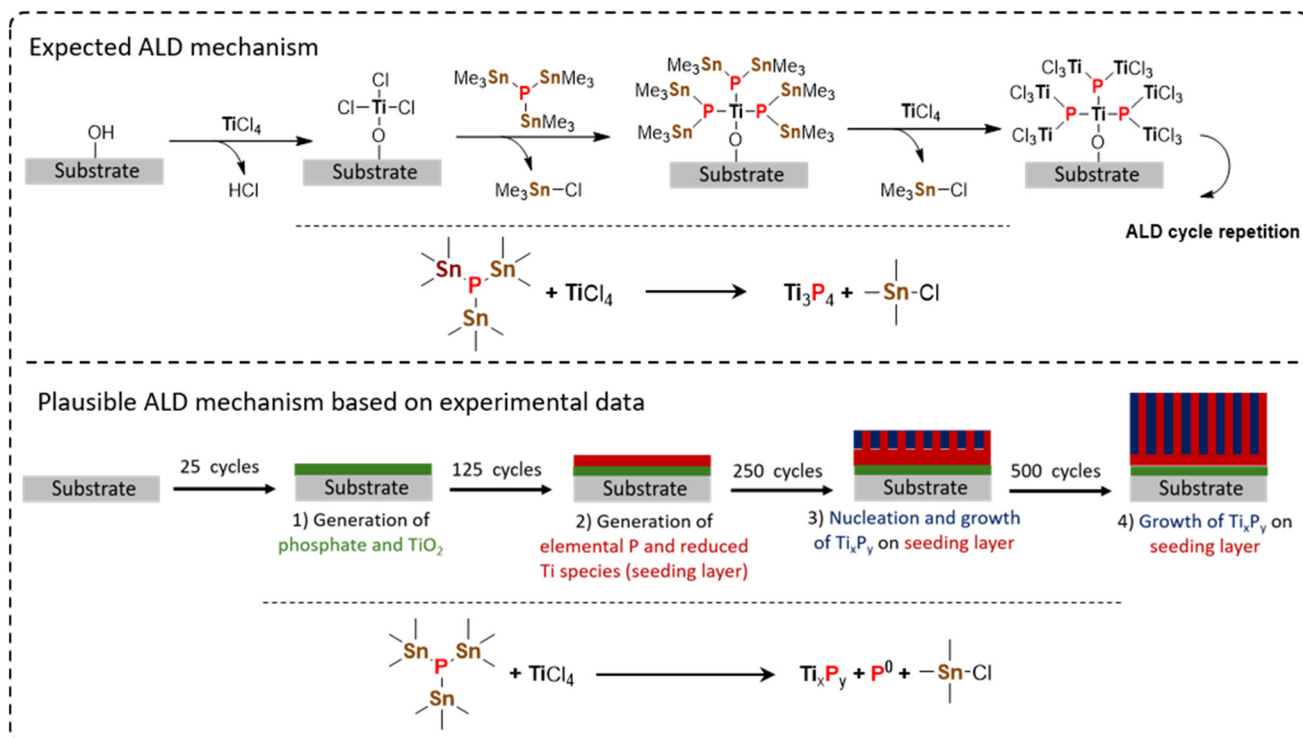 Expected ALD mechanism
OH
Substrate
TiCl4
HCl
Cl
Cl–Ti–Cl
O
Substrate
Me3Sn SnMe3
P
SnMe3
Me3Sn–Cl
Me3Sn SnMe3
Me3Sn P SnMe3
P–Ti–P
Me3Sn O SnMe3
Substrate
TiCl4
Me3Sn–Cl
Cl3Ti TiCl3
Cl3Ti P TiCl3
P–Ti–P
Cl3Ti O TiCl3
Substrate
ALD cycle repetition
Sn Sn
P
Sn
+ TiCl4
Ti3P4 + –Sn–Cl
Plausible ALD mechanism based on experimental data
Substrate
25 cycles
Substrate
1) Generation of
phosphate and TiO2
125 cycles
Substrate
2) Generation of
elemental P and reduced
Ti species (seeding layer)
250 cycles
Substrate
3) Nucleation and growth
of TixPy on seeding layer
500 cycles
Substrate
4) Growth of TixPy on
seeding layer
Sn Sn
P
Sn
+ TiCl4
TixPy + P0 + –Sn–Cl